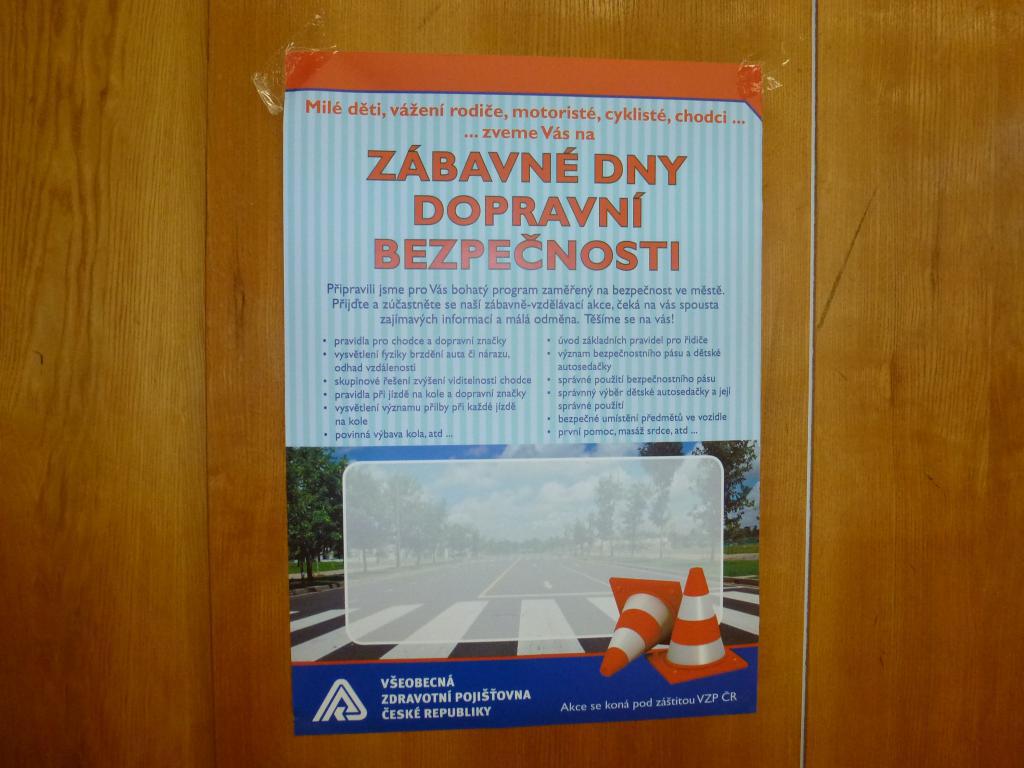 Milé děti, vážení rodiče, motoristé, cyklisté, chodci ...
... zveme Vás na
ZÁBAVNÉ DNY
DOPRAVNÍ
BEZPEČNOSTI
Připravili jsme pro Vás bohatý program zaměřený na bezpečnost ve městě.
Přijďte a zúčastněte se naší zábavně-vzdělávací akce, čeká na vás spousta
zajímavých informací a málá odměna. Těšíme se na vás!
• pravidla pro chodce a dopravní značky
• vysvětlení fyziky brzdění auta či nárazu,
odhad vzdálenosti
• skupinové řešení zvýšení viditelnosti chodce
• pravidla při jízdě na kole a dopravní značky
• vysvětlení významu přilby při každé jízdě
na kole
• povinná výbava kola, atd ...
• úvod základních pravidel pro řidiče
• význam bezpečnostního pásu a dětské
autosedačky
• správné použití bezpečnostního pásu
• správný výběr dětské autosedačky a její
správné použití
• bezpečné umístění předmětů ve vozidle
• první pomoc, masáž srdce, atd ...
VŠEOBECNÁ
ZDRAVOTNÍ POJIŠŤOVNA
ČESKÉ REPUBLIKY
Akce se koná pod záštitou VZP ČR